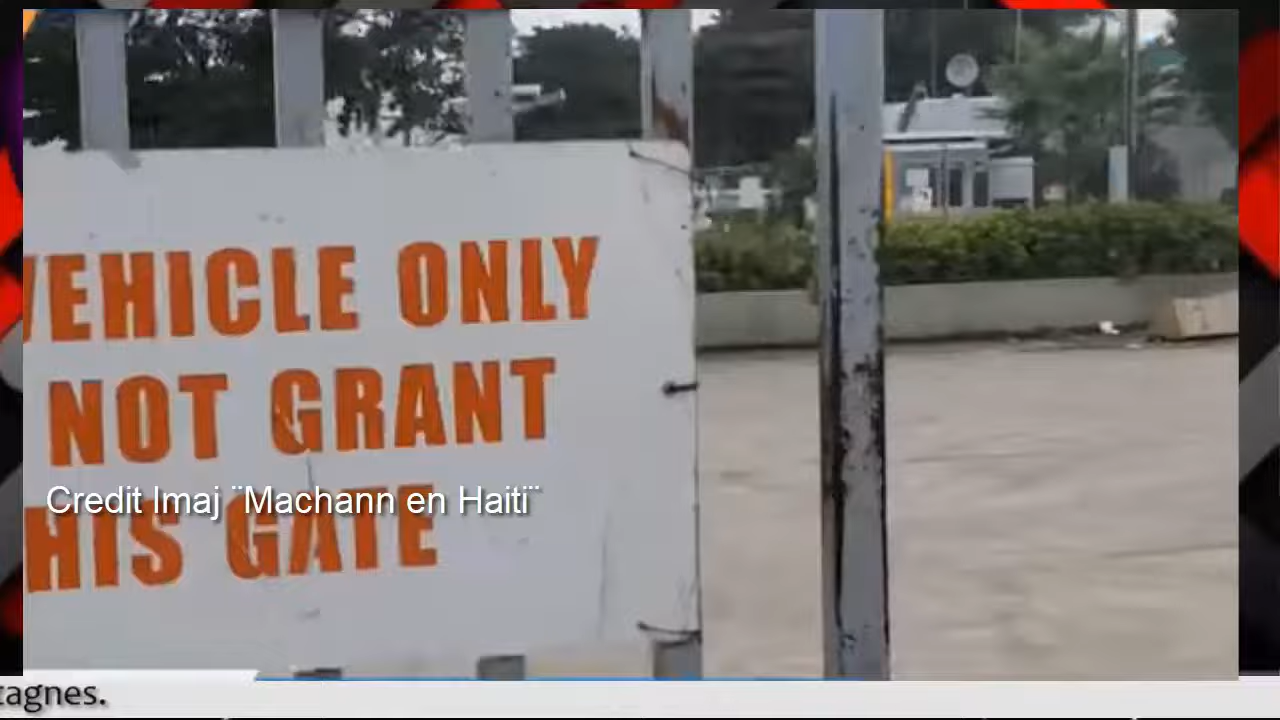 VEHICLE ONLY
NOT GRANT
HIS GATE
Credit Imaj ¨Machann en Haiti¨
tagnes.